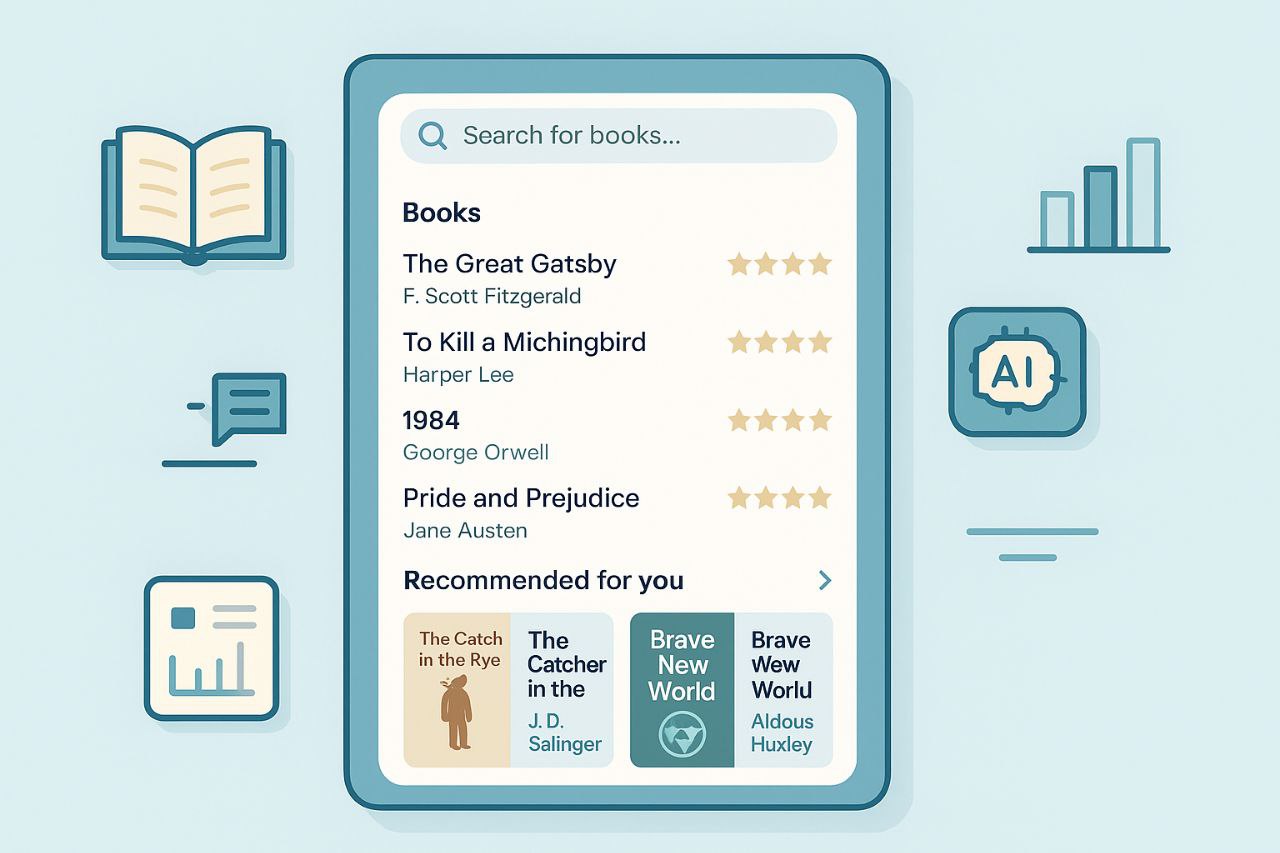 Search for books...
Books
The Great Gatsby
F. Scott Fitzgerald
To Kill a Michingbird
Harper Lee
1984
Goorge Orwell
Pride and Prejudice
Jane Austen
Recommended for you
The Catch
in the Rye
The
Catcher
in the
J. D.
Salinger
Brave
New
World
Brave
Wew
World
Aldous
Huxley
AI